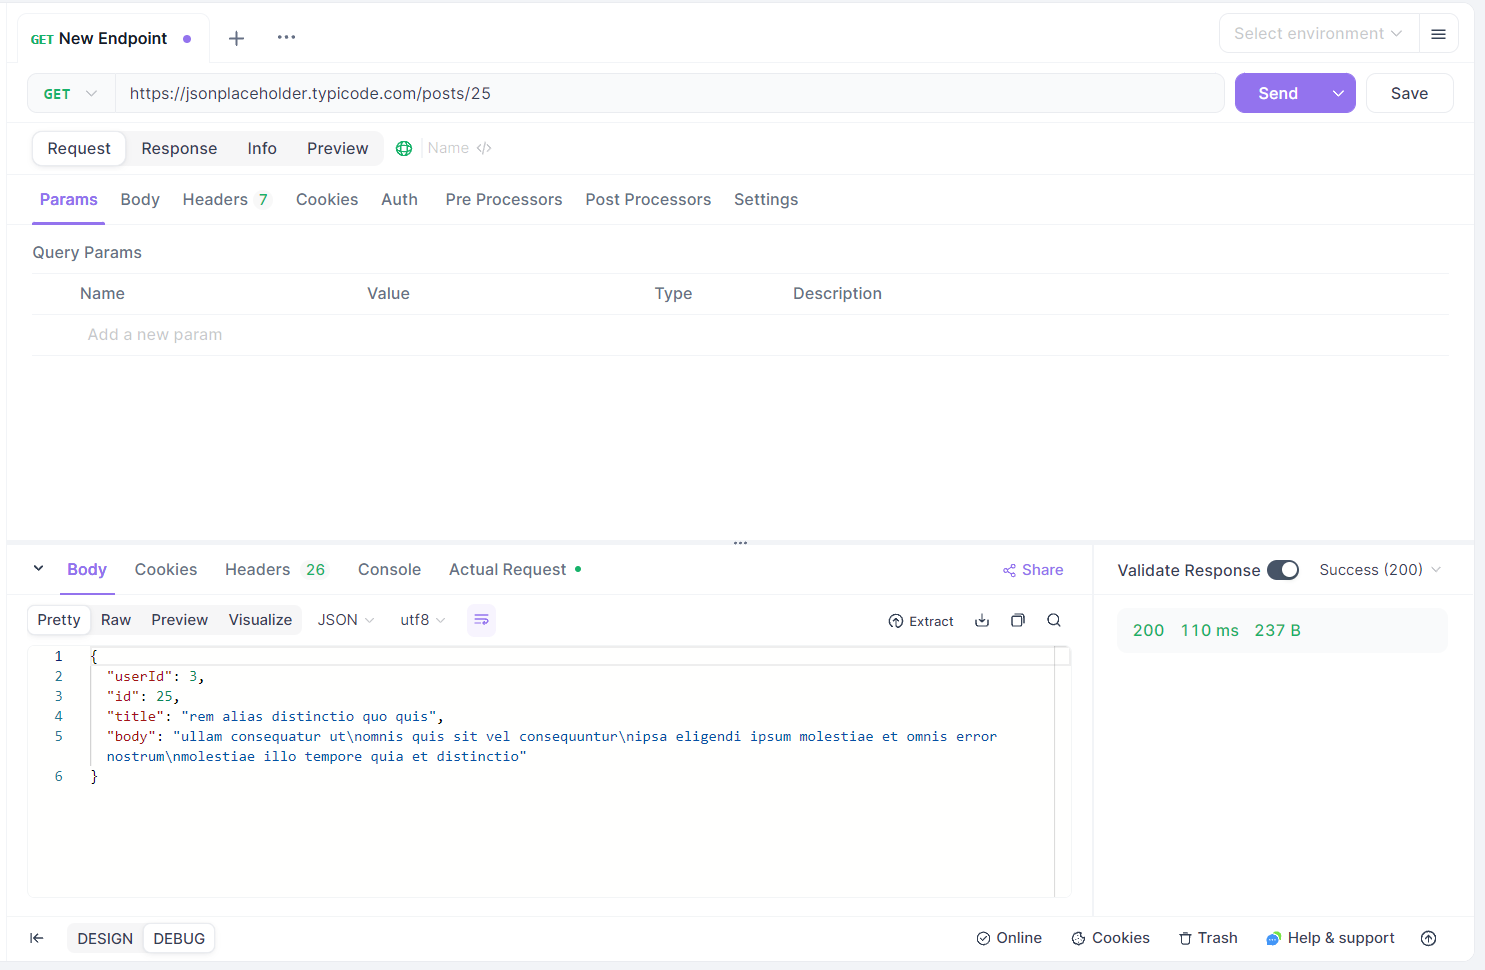 GET New Endpoint
Select environment
GET https://jsonplaceholder.typicode.com/posts/25 Send Save
Request Response Info Preview Name
Params Body Headers 7 Cookies Auth Pre Processors Post Processors Settings
Query Params
Name Value Type Description
Add a new param
Body Cookies Headers 26 Console Actual Request Share
Validate Response Success (200)
Pretty Raw Preview Visualize JSON utf8 Extract
200 110 ms 237 B
1 {
2 "userId": 3,
3 "id": 25,
4 "title": "rem alias distinctio quo quis",
5 "body": "ullam consequatur ut\nomnis quis sit vel consequuntur\nipsa eligendi ipsum molestiae et omnis error
nostrum\nmolestiae illo tempore quia et distinctio"
6 }
DESIGN DEBUG Online Cookies Trash Help & support